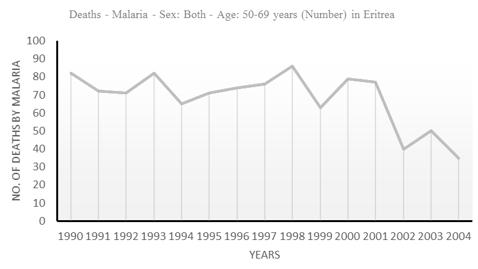 Deaths - Malaria - Sex: Both - Age: 50-69 years (Number) in Eritrea
100
90
80
70
60
50
40
30
20
10
0
NO. OF DEATHS BY MALARIA
1990 1991 1992 1993 1994 1995 1996 1997 1998 1999 2000 2001 2002 2003 2004
YEARS